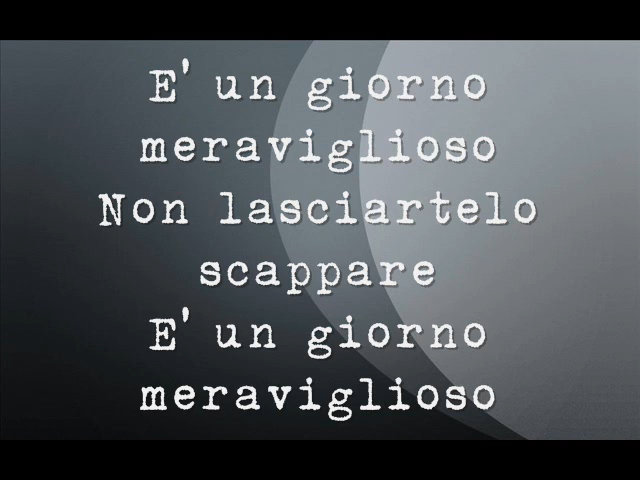 E' un giorno
meraviglioso
Non lasciartelo
scappare
E' un giorno
meraviglioso